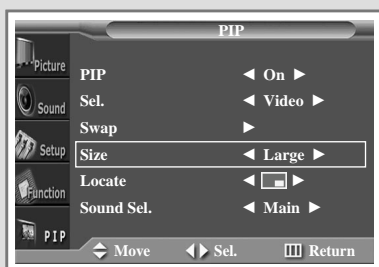 PIP
Picture
Sound
Setup
Function
PIP
PIP ◄ On ►
Sel. ◄ Video ►
Swap ►
Size ◄ Large ►
Locate ◄ ►
Sound Sel. ◄ Main ►
Move Sel. Return